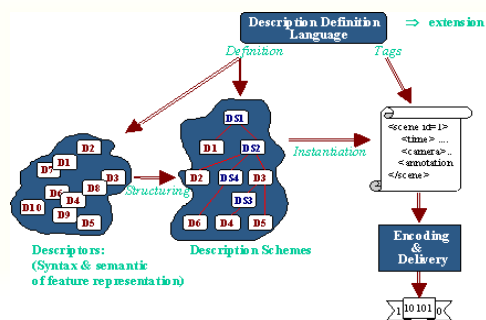 Description Definition
Language
⇒ extension
Definition
Tags
DS1
D1
DS2
D2
DS4
D3
DS3
D6
D4
D5
D2
D1
D7
D3
D8
D6
D4
D10
D9
D5
Structuring
Instantiation
<scene id=1>
<time> ....
<camera>..
<annotation
</scene>
Descriptors:
(Syntax & semantic
of feature representation)
Description Schemes
Encoding
&
Delivery
1 10101 0